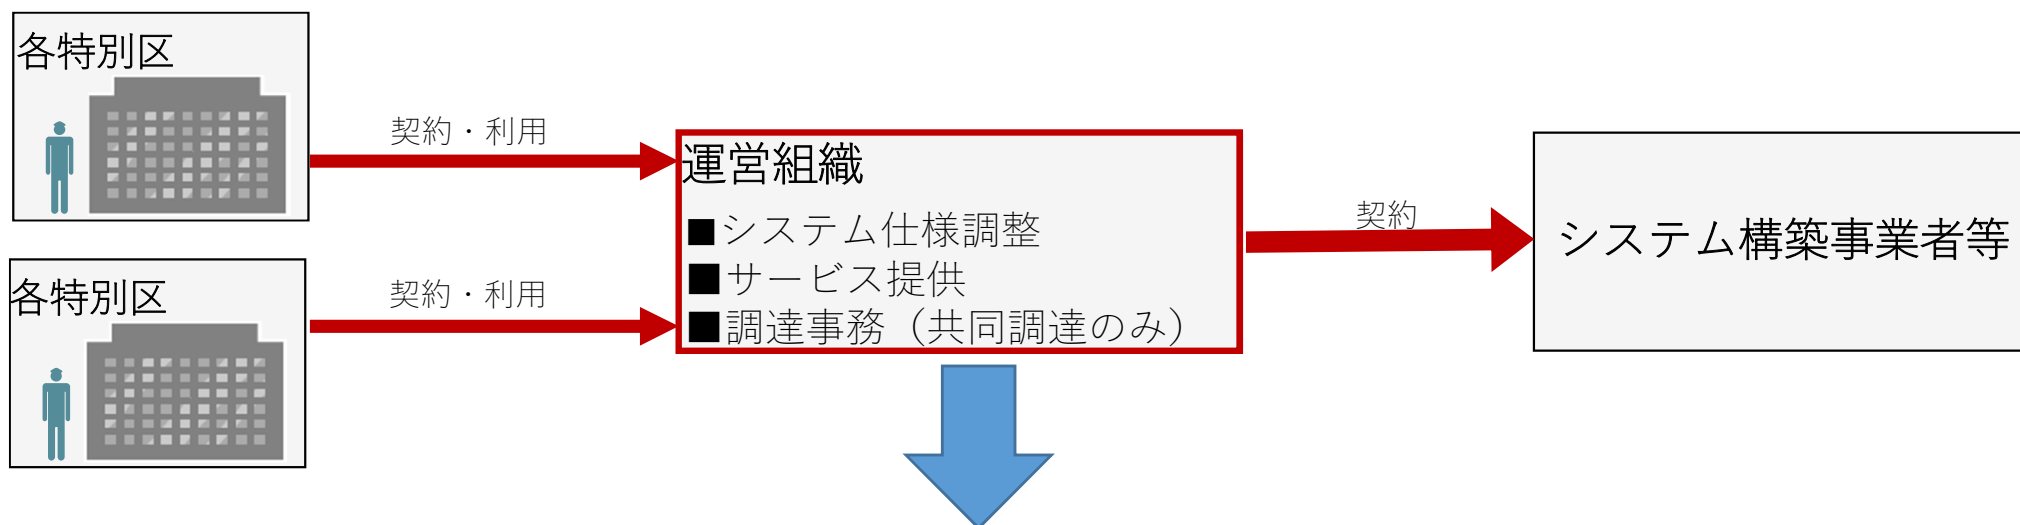 各特別区
契約・利用
各特別区
契約・利用
運営組織
■システム仕様調整
■サービス提供
■調達事務（共同調達のみ）
契約
システム構築事業者等